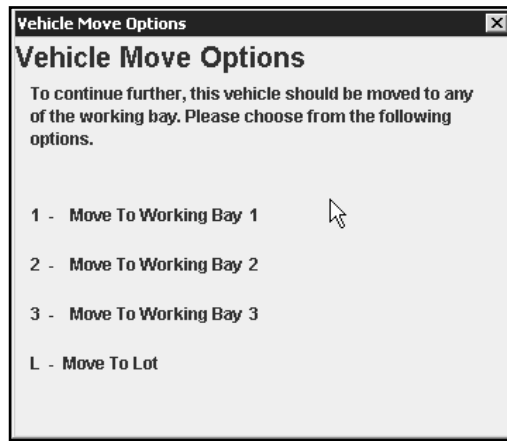 Vehicle Move Options
Vehicle Move Options
To continue further, this vehicle should be moved to any
of the working bay. Please choose from the following
options.
1 - Move To Working Bay 1
2 - Move To Working Bay 2
3 - Move To Working Bay 3
L - Move To Lot